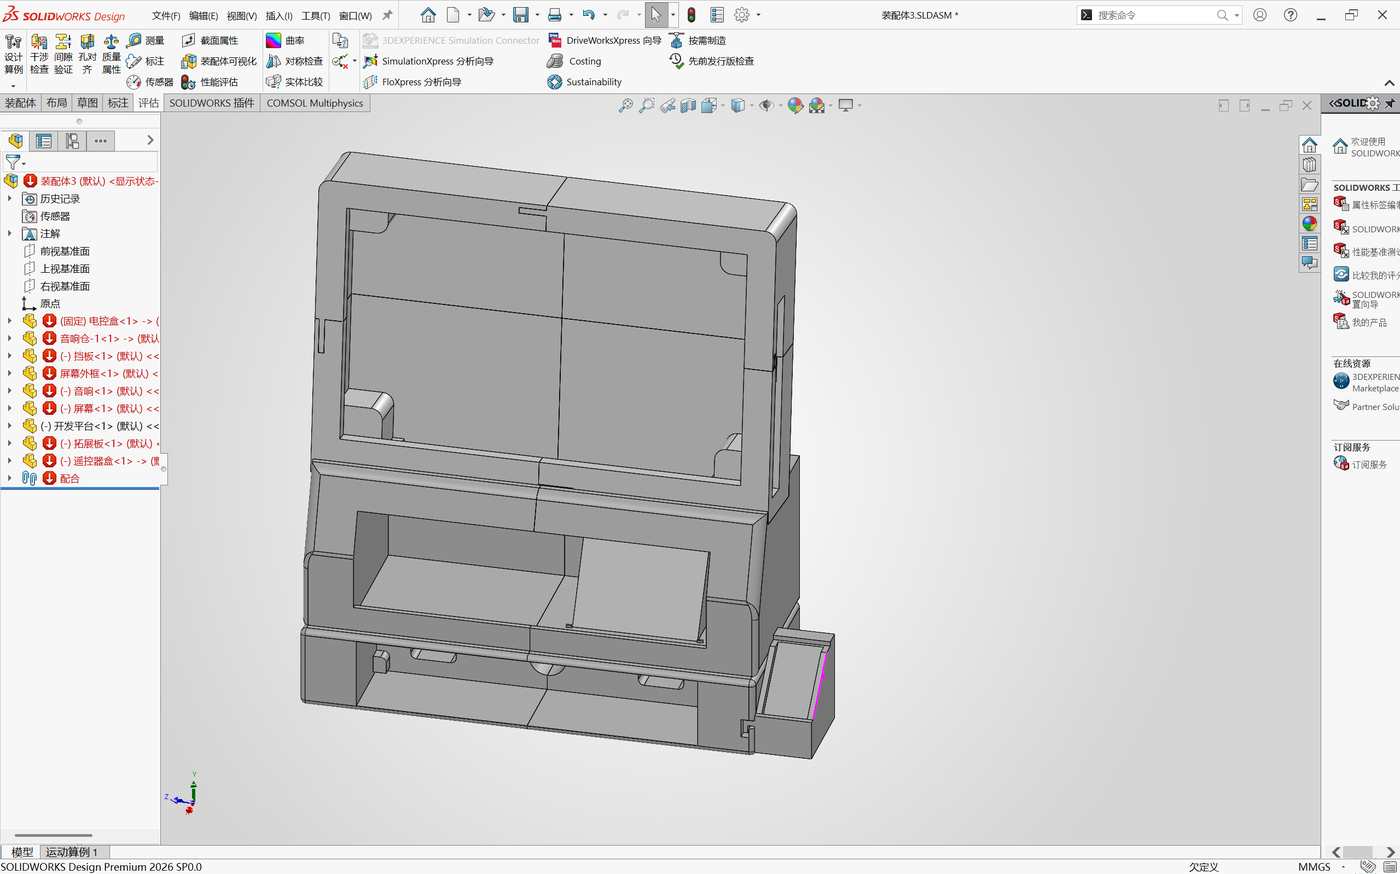 SOLIDWORKS Design
文件(F) 编辑(E) 视图(V) 插入(I) 工具(T) 窗口(W)
装配体3.SLDASM *
搜索命令
设计算例
干涉检查
间隙验证
孔对齐
质量属性
测量
标注
传感器
截面属性
装配体可视化
性能评估
曲率
对称检查
实体比较
3DEXPERIENCE Simulation Connector
SimulationXpress 分析向导
FloXpress 分析向导
DriveWorksXpress 向导
Costing
Sustainability
按需制造
先前发行版检查
装配体 布局 草图 标注 评估 SOLIDWORKS 插件 COMSOL Multiphysics
装配体3 (默认) <显示状态-
历史记录
传感器
注解
前视基准面
上视基准面
右视基准面
原点
(固定) 电控盒<1> -> (
音响仓-1<1> -> (默认
(-) 挡板<1> (默认) <<
屏幕外框<1> (默认) <
(-) 音响<1> (默认) <<
(-) 屏幕<1> (默认) <<
(-) 开发平台<1> (默认) <<
(-) 拓展板<1> (默认) <
(-) 遥控器盒<1> -> (默
配合
SOLID
欢迎使用
SOLIDWORK
SOLIDWORKS 工
属性标签编辑
SOLIDWORK
性能基准测试
比较我的评分
SOLIDWORK
置向导
我的产品
在线资源
3DEXPERIEN
Marketplace
Partner Solu
订阅服务
订阅服务
Y
Z
模型 运动算例 1
SOLIDWORKS Design Premium 2026 SP0.0
欠定义
MMGS